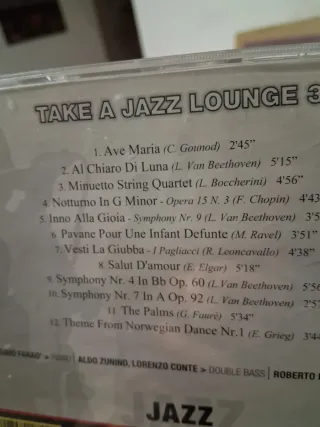 TAKE A JAZZ LOUNGE 3
1. Ave Maria (C. Gounod) 2'45”
2. Al Chiaro Di Luna (L. Van Beethoven) 5'15”
3. Minuetto String Quartet (L. Boccherini) 4'56”
4. Notturno In G Minor - Opera 15 N. 3 (F. Chopin) 4'43
5. Inno Alla Gioia - Symphony Nr. 9 (L. Van Beethoven)
6. Pavane Pour Une Infant Defunte (M. Ravel) 3'51”
7. Vesti La Giubba - I Pagliacci (R. Leoncavallo) 4'38”
8. Salut D'amour (E. Elgar) 5'18”
9. Symphony Nr. 4 In Bb Op. 60 (L. Van Beethoven) 5'56
10. Symphony Nr. 7 In A Op. 92 (L. Van Beethoven)
11 The Palms (G. Fauré) 5'34”
12. Theme From Norwegian Dance Nr.1 (E. Grieg) 3'44
PIANO | ALDO ZUNINO, LORENZO CONTE > DOUBLE BASS | ROBERTO
JAZZ